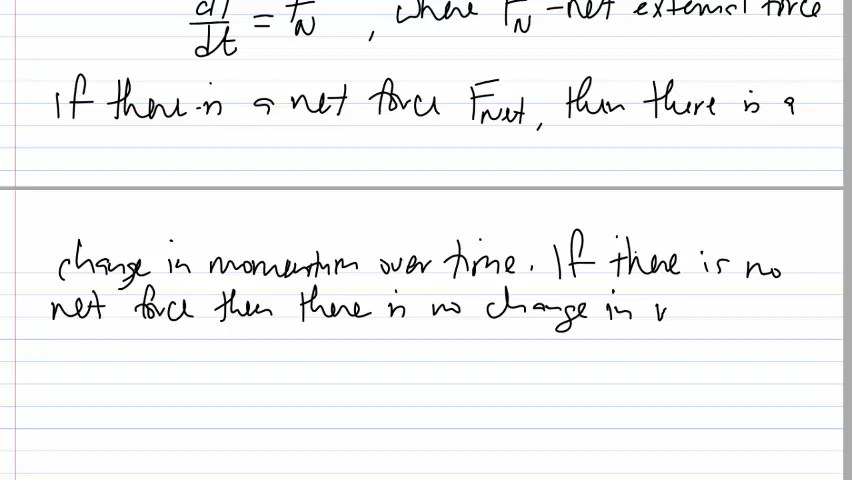 dt = F_N , where F_N - net external force
If there is a net force F_Net, then there is a
change in momentum over time. If there is no
net force then there is no change in